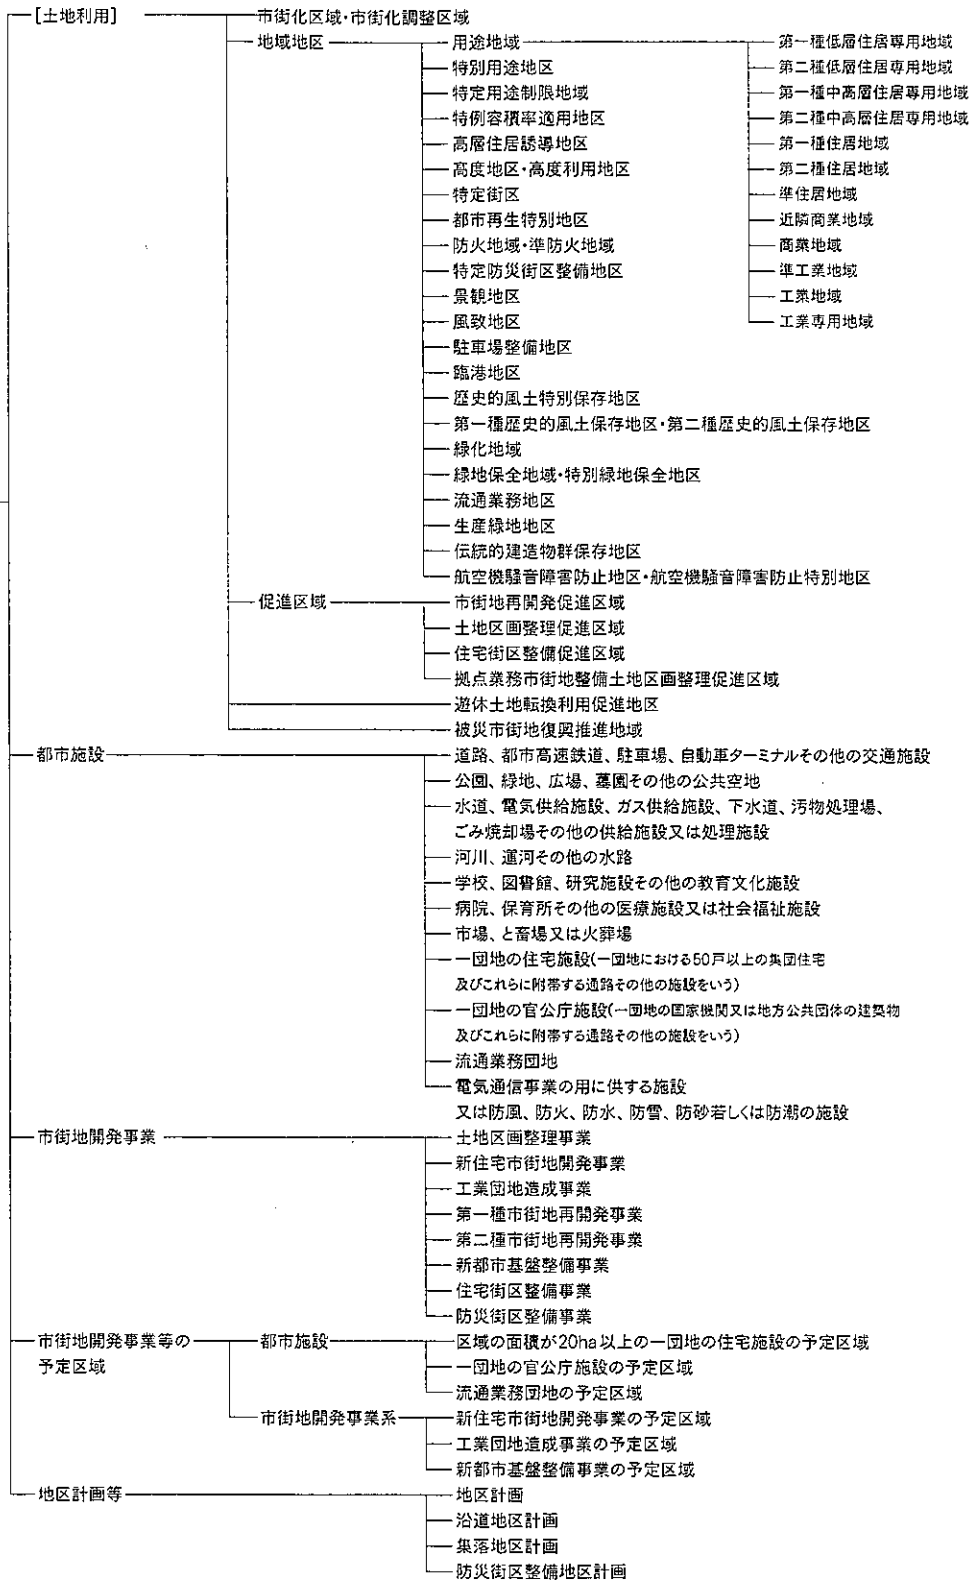 [土地利用]
市街化区域・市街化調整区域
地域地区
用途地域
第一種低層住居専用地域
第二種低層住居専用地域
第一種中高層住居専用地域
第二種中高層住居専用地域
第一種住居地域
第二種住居地域
準住居地域
近隣商業地域
商業地域
準工業地域
工業地域
工業専用地域
特別用途地区
特定用途制限地域
特例容積率適用地区
高層住居誘導地区
高度地区・高度利用地区
特定街区
都市再生特別地区
防火地域・準防火地域
特定防災街区整備地区
景観地区
風致地区
駐車場整備地区
臨港地区
歴史的風土特別保存地区
第一種歴史的風土保存地区・第二種歴史的風土保存地区
緑化地域
緑地保全地域・特別緑地保全地区
流通業務地区
生産緑地地区
伝統的建造物群保存地区
航空機騒音障害防止地区・航空機騒音障害防止特別地区
促進区域
市街地再開発促進区域
土地区画整理促進区域
住宅街区整備促進区域
拠点業務市街地整備土地区画整理促進区域
遊休土地転換利用促進地区
被災市街地復興推進地域
都市施設
道路、都市高速鉄道、駐車場、自動車ターミナルその他の交通施設
公園、緑地、広場、墓園その他の公共空地
水道、電気供給施設、ガス供給施設、下水道、汚物処理場、
ごみ焼却場その他の供給施設又は処理施設
河川、運河その他の水路
学校、図書館、研究施設その他の教育文化施設
病院、保育所その他の医療施設又は社会福祉施設
市場、と畜場又は火葬場
一団地の住宅施設(一団地における50戸以上の集団住宅
及びこれらに附帯する通路その他の施設をいう)
一団地の官公庁施設(一団地の国家機関又は地方公共団体の建築物
及びこれらに附帯する通路その他の施設をいう)
流通業務団地
電気通信事業の用に供する施設
又は防風、防火、防水、防雪、防砂若しくは防潮の施設
市街地開発事業
土地区画整理事業
新住宅市街地開発事業
工業団地造成事業
第一種市街地再開発事業
第二種市街地再開発事業
新都市基盤整備事業
住宅街区整備事業
防災街区整備事業
市街地開発事業等の
予定区域
都市施設
区域の面積が20ha以上の一団地の住宅施設の予定区域
一団地の官公庁施設の予定区域
流通業務団地の予定区域
市街地開発事業系
新住宅市街地開発事業の予定区域
工業団地造成事業の予定区域
新都市基盤整備事業の予定区域
地区計画等
地区計画
沿道地区計画
集落地区計画
防災街区整備地区計画